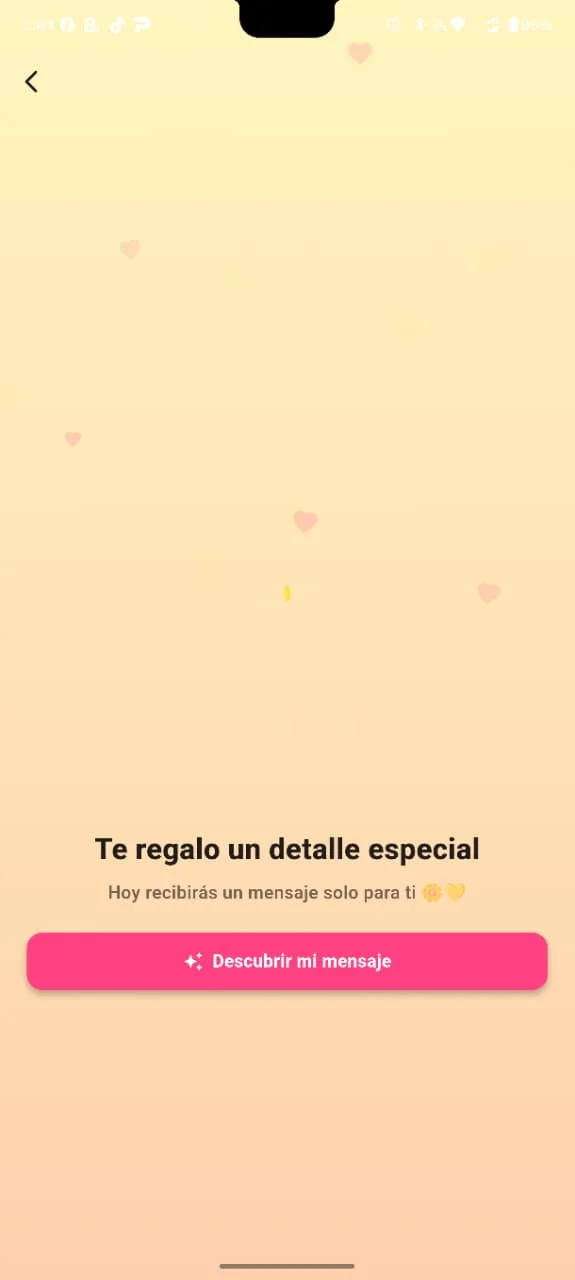 Te regalo un detalle especial
Hoy recibirás un mensaje solo para ti 🌼💛
Descubrir mi mensaje